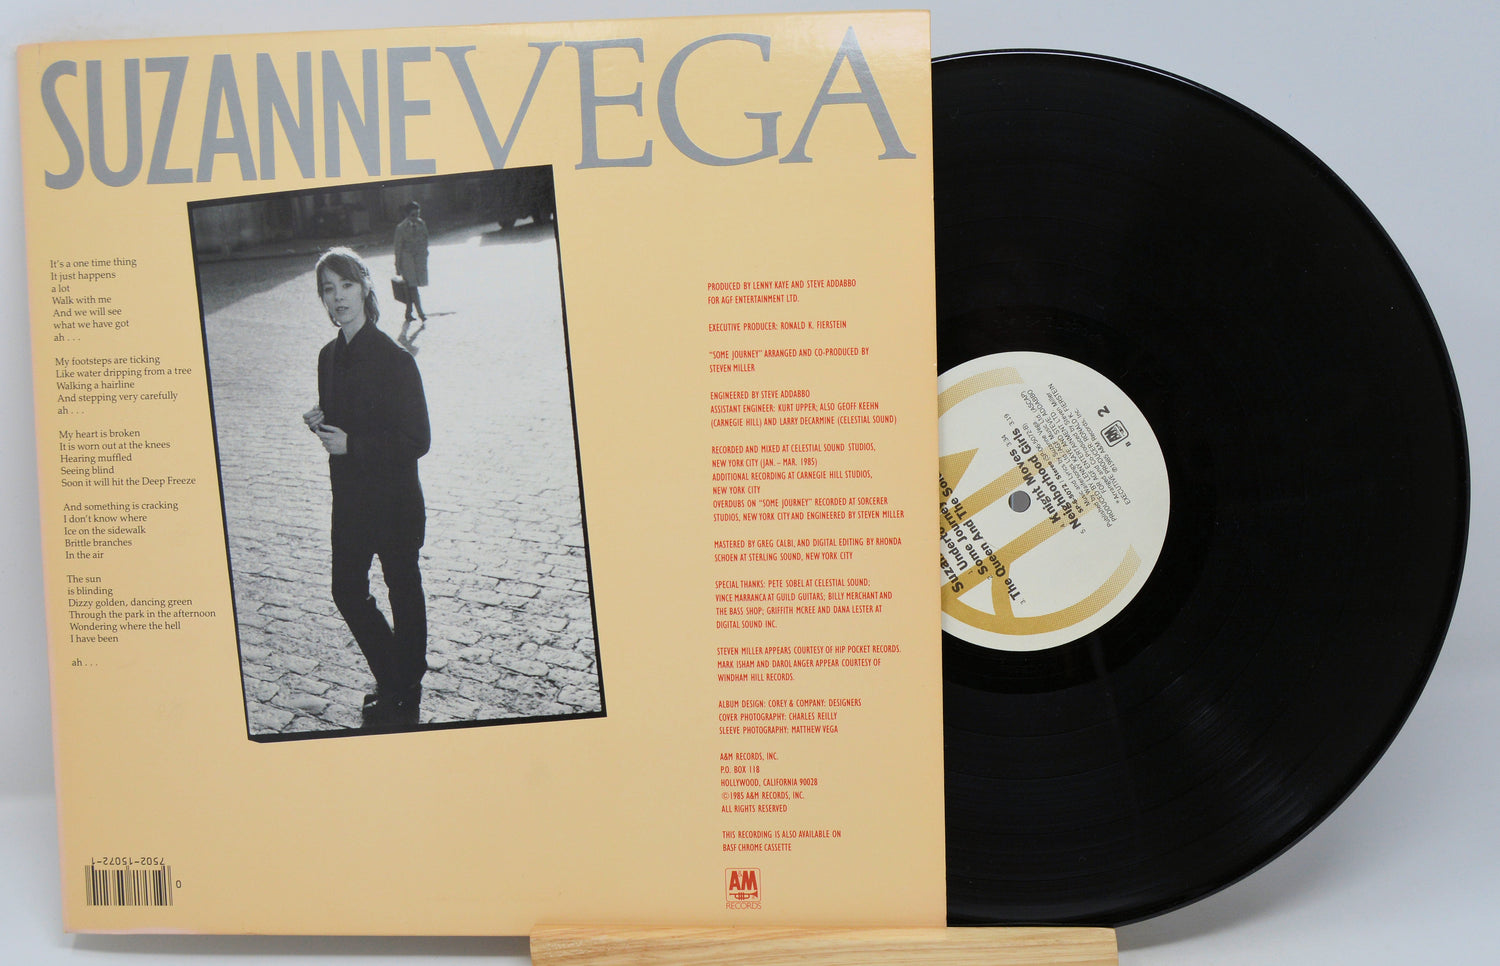 SUZANNE VEGA
It's a one time thing
It just happens
a lot
Walk with me
And we will see
what we have got
ah . . .
My footsteps are ticking
Like water dripping from a tree
Walking a hairline
And stepping very carefully
ah . . .
My heart is broken
It is worn out at the knees
Hearing muffled
Seeing blind
Soon it will hit the Deep Freeze
And something is cracking
I don't know where
Ice on the sidewalk
Brittle branches
In the air
The sun
is blinding
Dizzy golden, dancing green
Through the park in the afternoon
Wondering where the hell
I have been
ah . . .
7502-15072-1
0
PRODUCED BY LENNY KAYE AND STEVE ADDABBO
FOR AGF ENTERTAINMENT LTD.
EXECUTIVE PRODUCER: RONALD K. FIERSTEIN
"SOME JOURNEY" ARRANGED AND CO-PRODUCED BY
STEVEN MILLER
ENGINEERED BY STEVE ADDABBO
ASSISTANT ENGINEER: KURT UPPER; ALSO GEOFF KEEHN
(CARNEGIE HILL) AND LARRY DECARMINE (CELESTIAL SOUND)
RECORDED AND MIXED AT CELESTIAL SOUND STUDIOS,
NEW YORK CITY (JAN. – MAR. 1985)
ADDITIONAL RECORDING AT CARNEGIE HILL STUDIOS,
NEW YORK CITY
OVERDUBS ON "SOME JOURNEY" RECORDED AT SORCERER
STUDIOS, NEW YORK CITY AND ENGINEERED BY STEVEN MILLER
MASTERED BY GREG CALBI, AND DIGITAL EDITING BY RHONDA
SCHOEN AT STERLING SOUND, NEW YORK CITY
SPECIAL THANKS: PETE SOBEL AT CELESTIAL SOUND;
VINCE MARRANCA AT GUILD GUITARS; BILLY MERCHANT AND
THE BASS SHOP; GRIFFITH MCREE AND DANA LESTER AT
DIGITAL SOUND INC.
STEVEN MILLER APPEARS COURTESY OF HIP POCKET RECORDS.
MARK ISHAM AND DAROL ANGER APPEAR COURTESY OF
WINDHAM HILL RECORDS.
ALBUM DESIGN: COREY & COMPANY: DESIGNERS
COVER PHOTOGRAPHY: CHARLES REILLY
SLEEVE PHOTOGRAPHY: MATTHEW VEGA
A&M RECORDS, INC.
P.O. BOX 118
HOLLYWOOD, CALIFORNIA 90028
©1985 A&M RECORDS, INC.
ALL RIGHTS RESERVED
THIS RECORDING IS ALSO AVAILABLE ON
BASF CHROME CASSETTE
A&M
RECORDS
A&M
2
B
Some Journey
3. The Queen And The
Knight Moves 3:34
5. Neighborhood Girls 3:19
SP-6-5072 Stereo